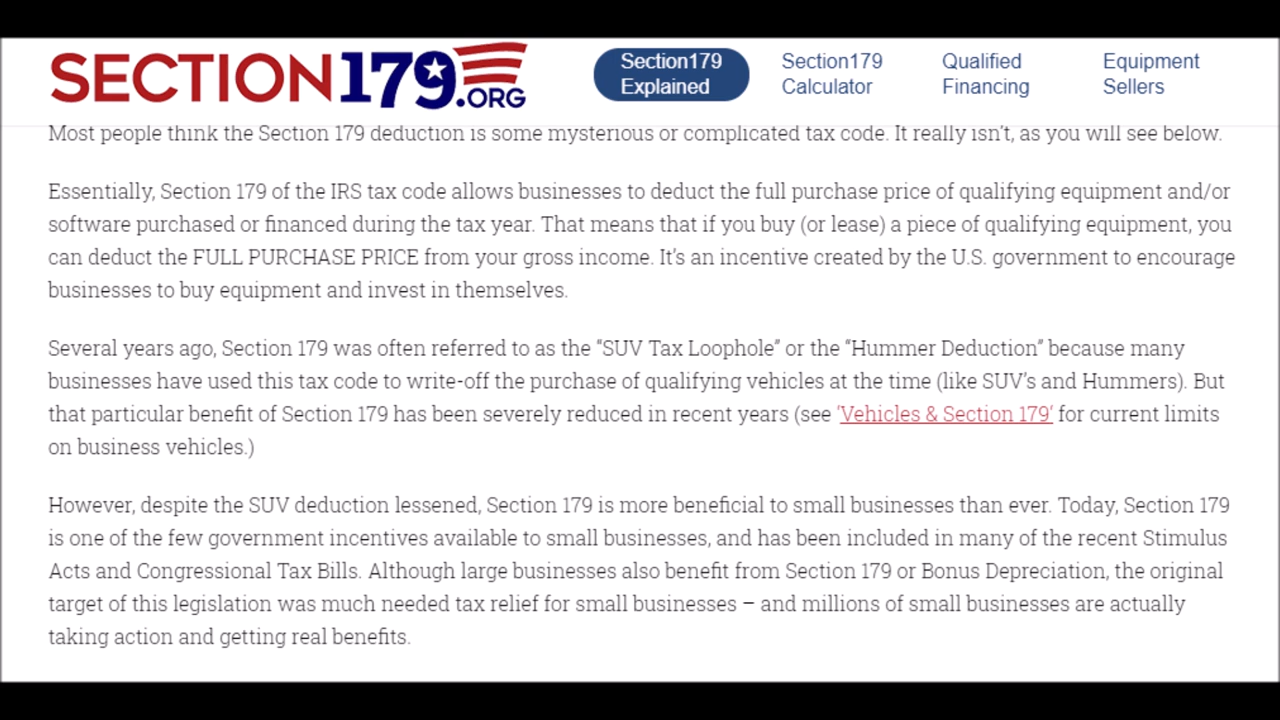 SECTION179.ORG
Section179
Explained
Section179
Calculator
Qualified
Financing
Equipment
Sellers
Most people think the Section 179 deduction is some mysterious or complicated tax code. It really isn't, as you will see below.
Essentially, Section 179 of the IRS tax code allows businesses to deduct the full purchase price of qualifying equipment and/or
software purchased or financed during the tax year. That means that if you buy (or lease) a piece of qualifying equipment, you
can deduct the FULL PURCHASE PRICE from your gross income. It's an incentive created by the U.S. government to encourage
businesses to buy equipment and invest in themselves.
Several years ago, Section 179 was often referred to as the “SUV Tax Loophole” or the “Hummer Deduction” because many
businesses have used this tax code to write-off the purchase of qualifying vehicles at the time (like SUV's and Hummers). But
that particular benefit of Section 179 has been severely reduced in recent years (see ‘Vehicles & Section 179‘ for current limits
on business vehicles.)
However, despite the SUV deduction lessened, Section 179 is more beneficial to small businesses than ever. Today, Section 179
is one of the few government incentives available to small businesses, and has been included in many of the recent Stimulus
Acts and Congressional Tax Bills. Although large businesses also benefit from Section 179 or Bonus Depreciation, the original
target of this legislation was much needed tax relief for small businesses – and millions of small businesses are actually
taking action and getting real benefits.